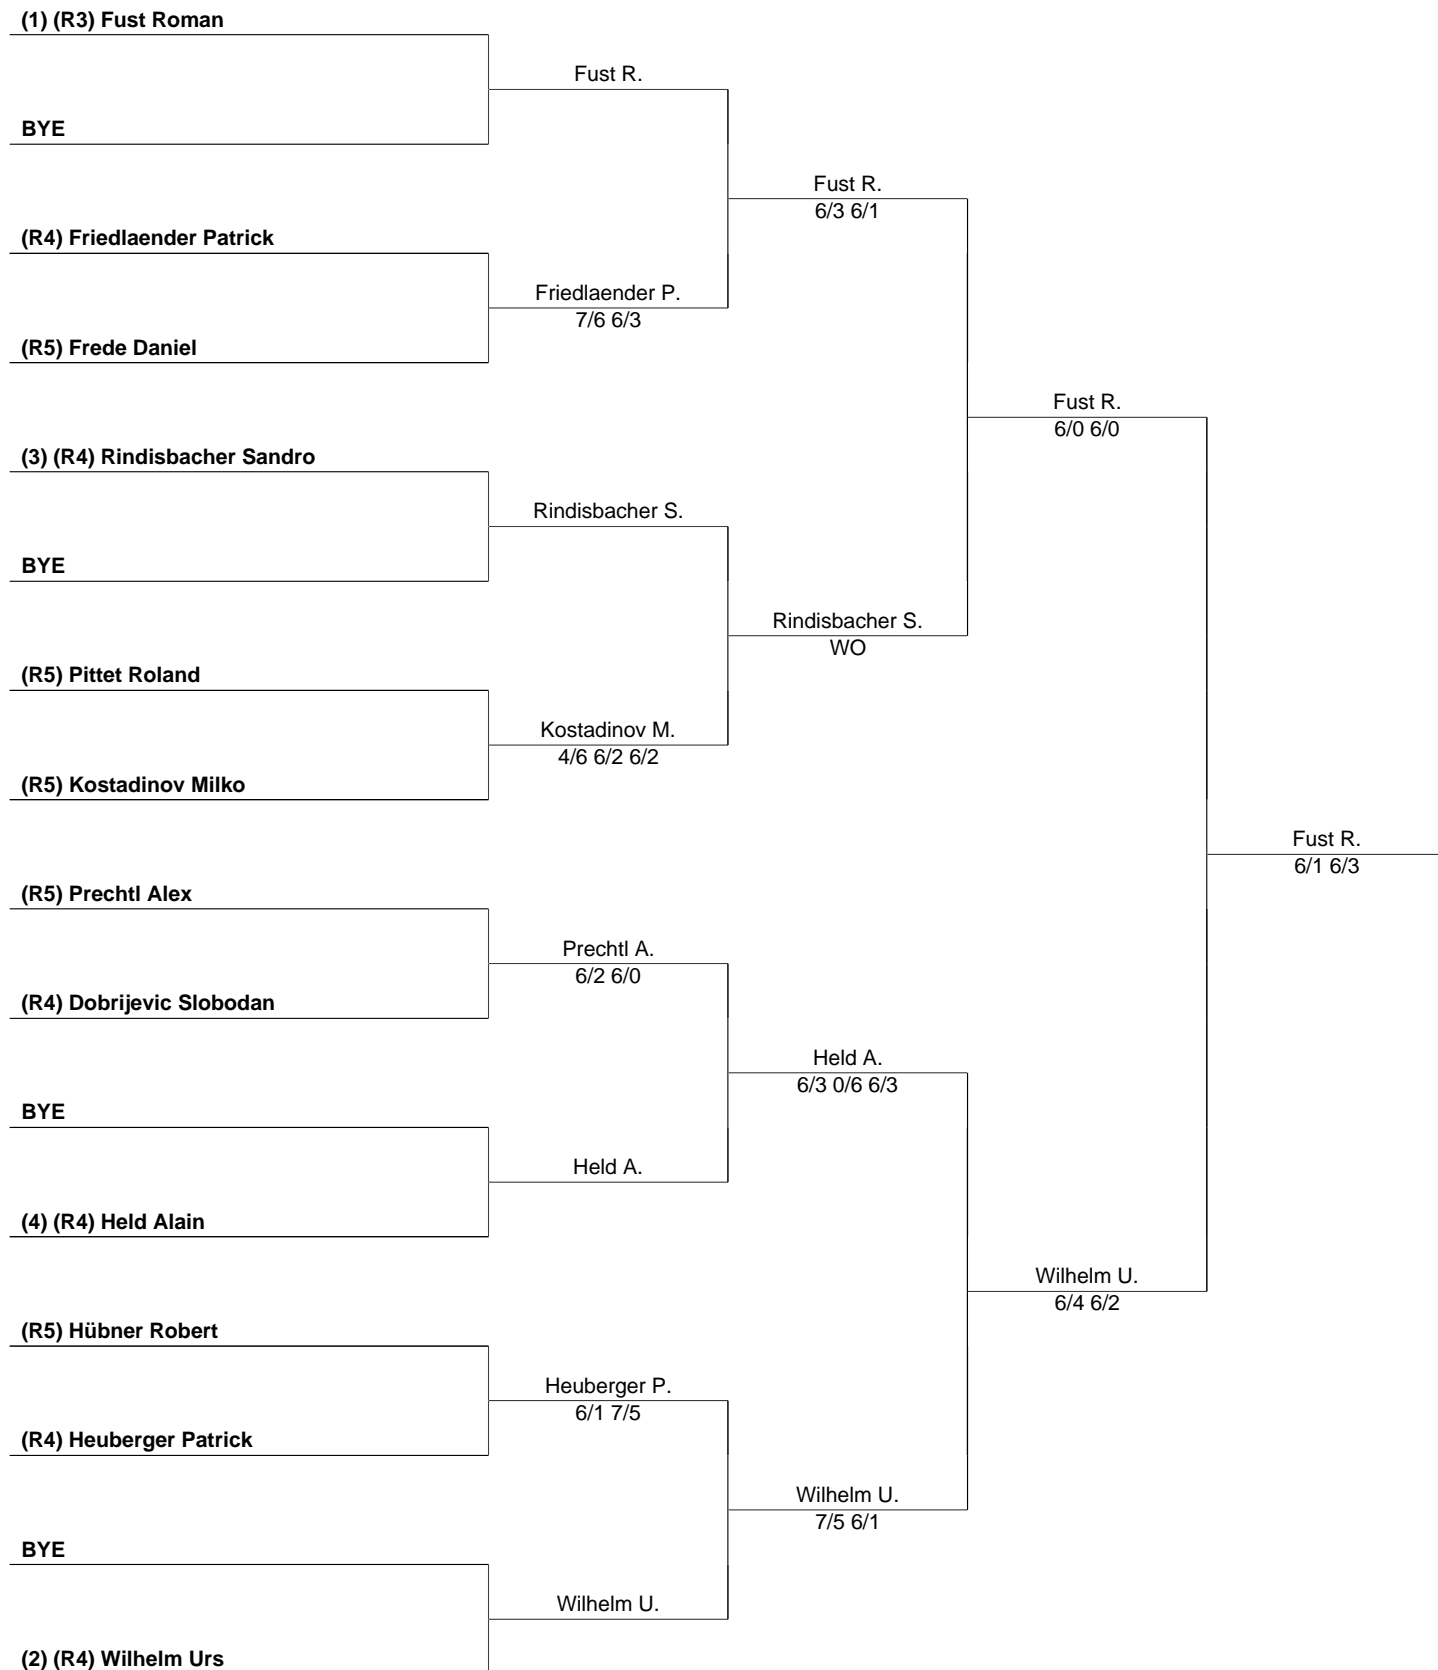 (1) (R3) Fust Roman
Fust R.
BYE
Fust R.
6/3 6/1
(R4) Friedlaender Patrick
Friedlaender P.
7/6 6/3
(R5) Frede Daniel
Fust R.
6/0 6/0
(3) (R4) Rindisbacher Sandro
Rindisbacher S.
BYE
Rindisbacher S.
WO
(R5) Pittet Roland
Kostadinov M.
4/6 6/2 6/2
(R5) Kostadinov Milko
Fust R.
6/1 6/3
(R5) Prechtl Alex
Prechtl A.
6/2 6/0
(R4) Dobrijevic Slobodan
Held A.
6/3 0/6 6/3
BYE
Held A.
(4) (R4) Held Alain
Wilhelm U.
6/4 6/2
(R5) Hübner Robert
Heuberger P.
6/1 7/5
(R4) Heuberger Patrick
Wilhelm U.
7/5 6/1
BYE
Wilhelm U.
(2) (R4) Wilhelm Urs